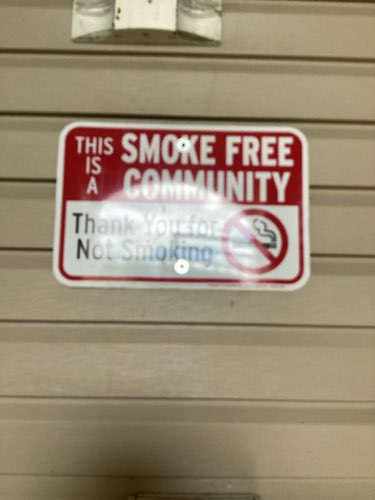 THIS IS A
SMOKE FREE
COMMUNITY
Thank You for
Not Smoking